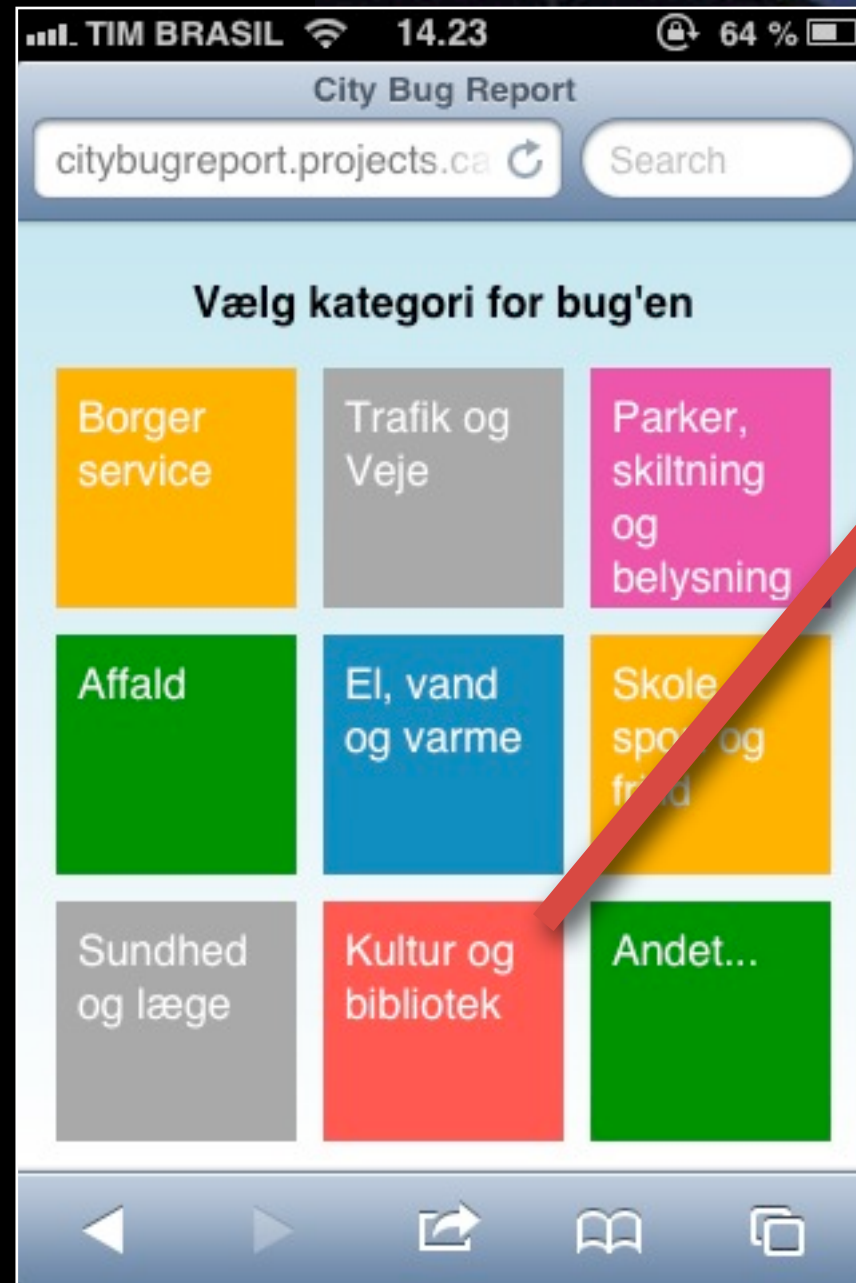 TIM BRASIL 14.23 64 %
City Bug Report
citybugreport.projects.ca Search
Vælg kategori for bug'en
Borger
service
Trafik og
Veje
Parker,
skiltning
og
belysning
Affald
El, vand
og varme
Skole
og
Sundhed
og læge
Kultur og
bibliotek
Andet...